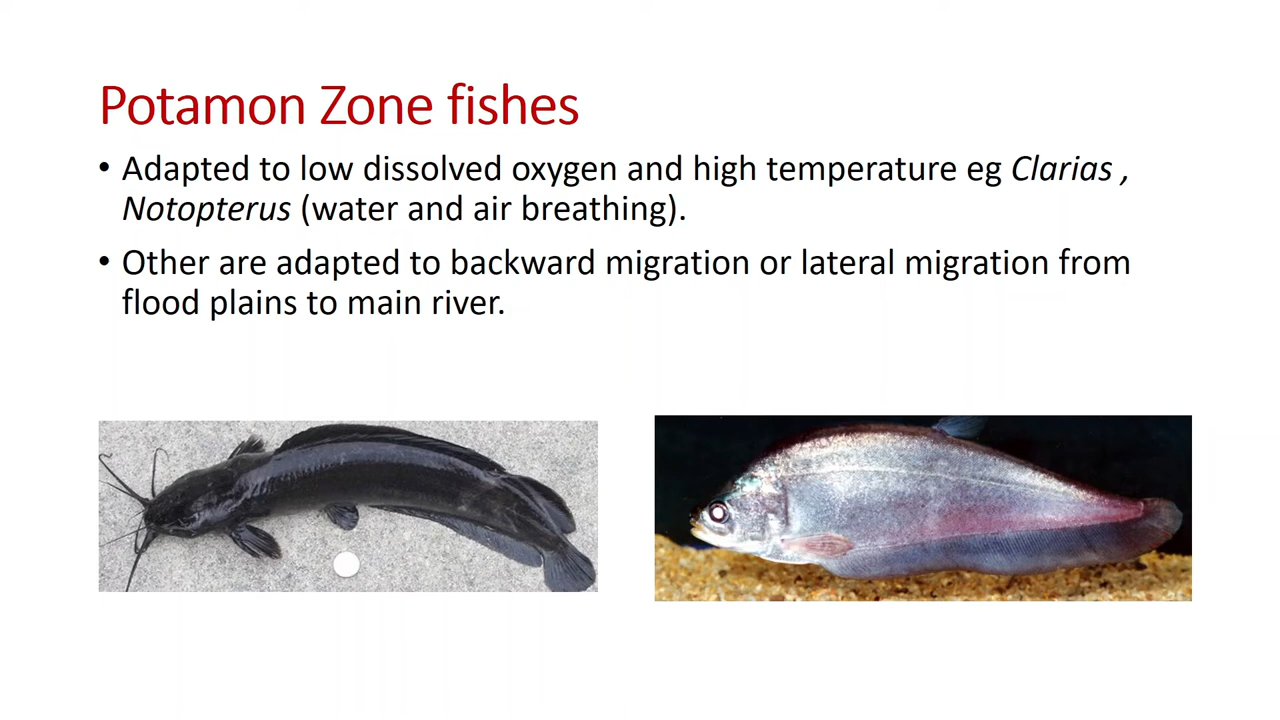 Potamon Zone fishes
• Adapted to low dissolved oxygen and high temperature eg Clarias ,
Notopterus (water and air breathing).
• Other are adapted to backward migration or lateral migration from
flood plains to main river.